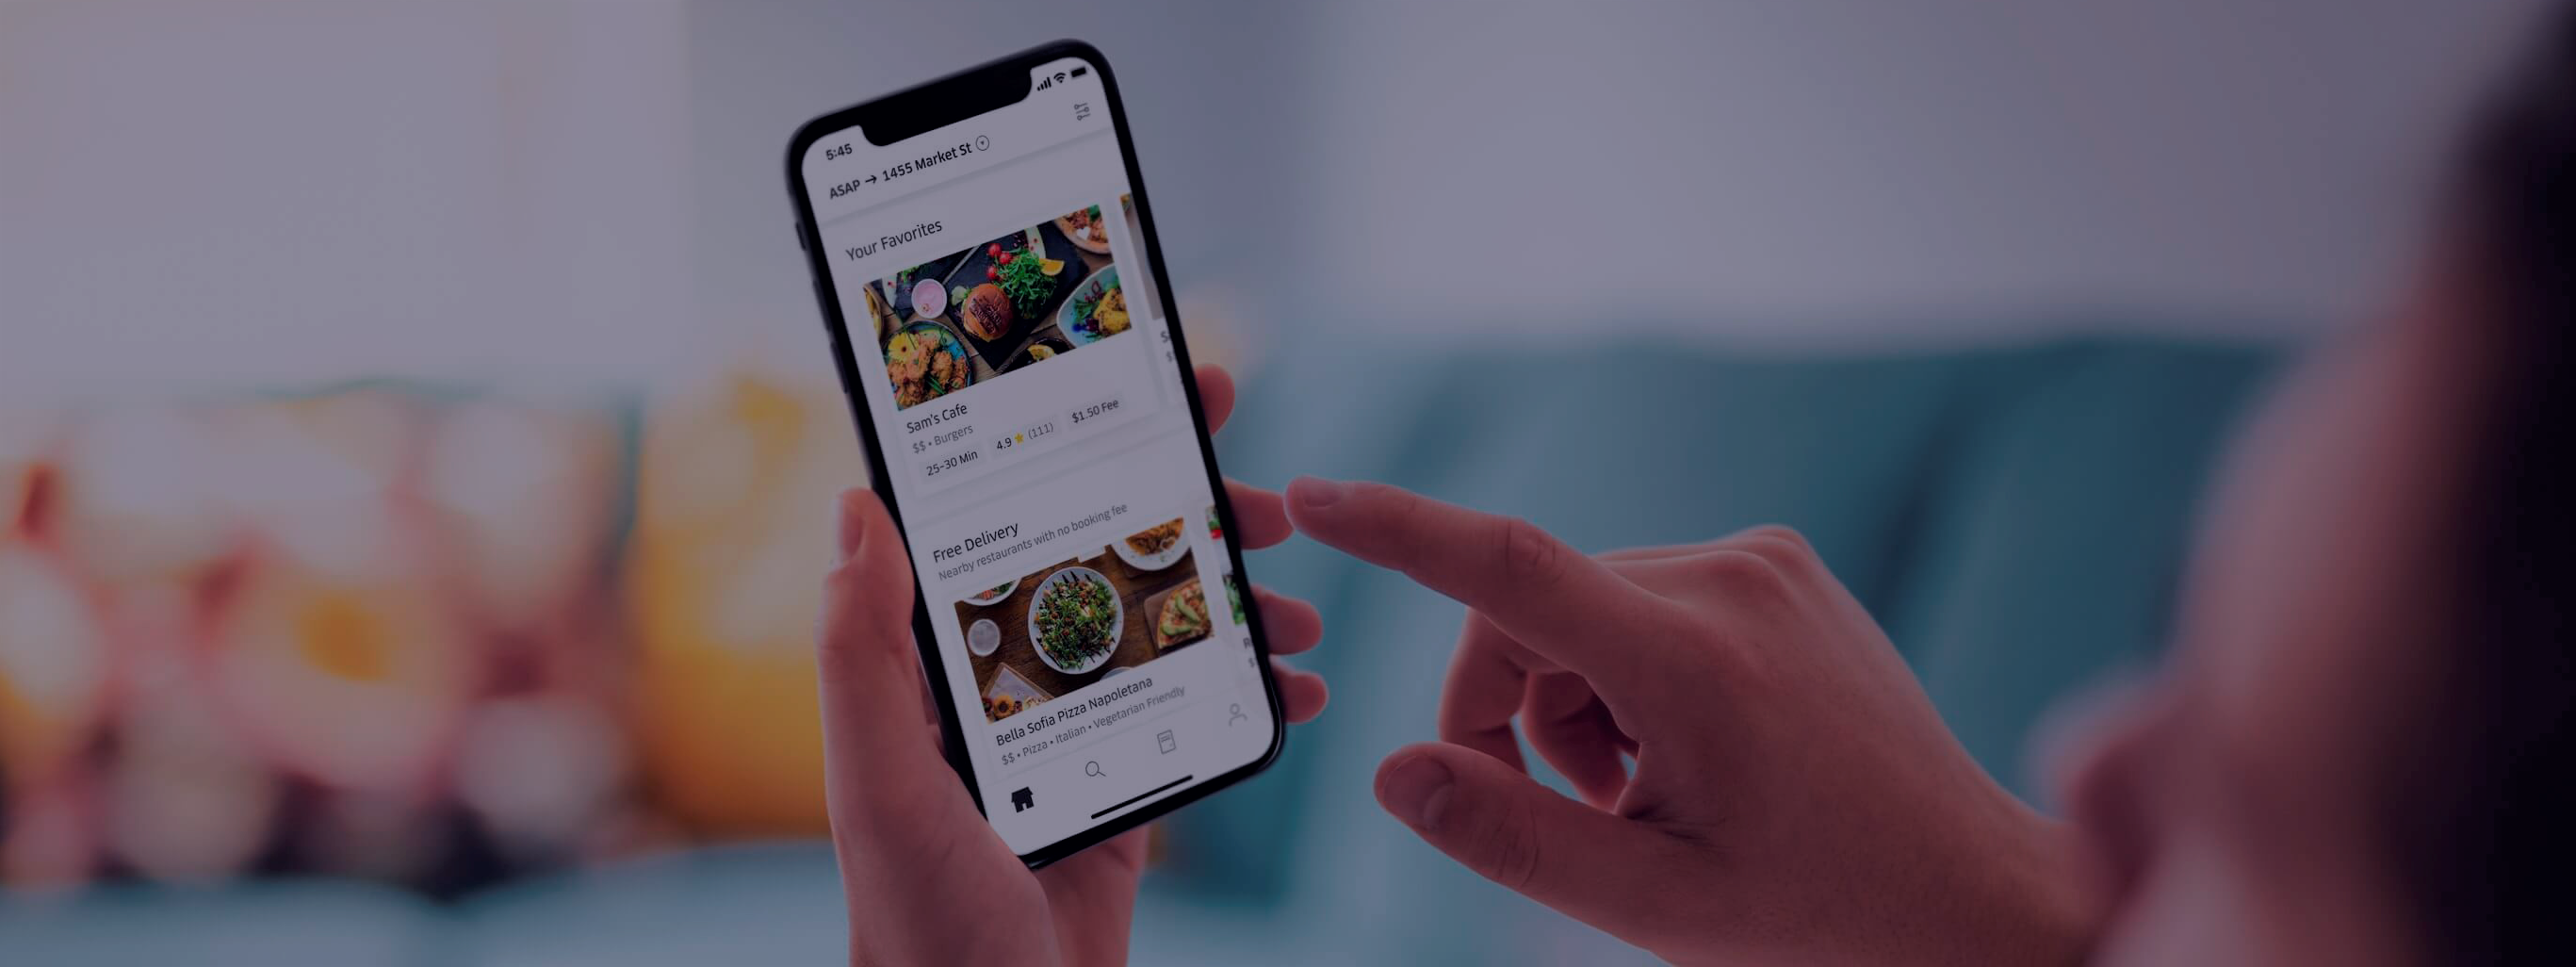 5:45
ASAP → 1455 Market St
Your Favorites
Sam's Cafe
$$ • Burgers
25-30 Min 4.9 ★ (111) $1.50 Fee
Free Delivery
Nearby restaurants with no booking fee
Bella Sofia Pizza Napoletana
$$ • Pizza • Italian • Vegetarian Friendly